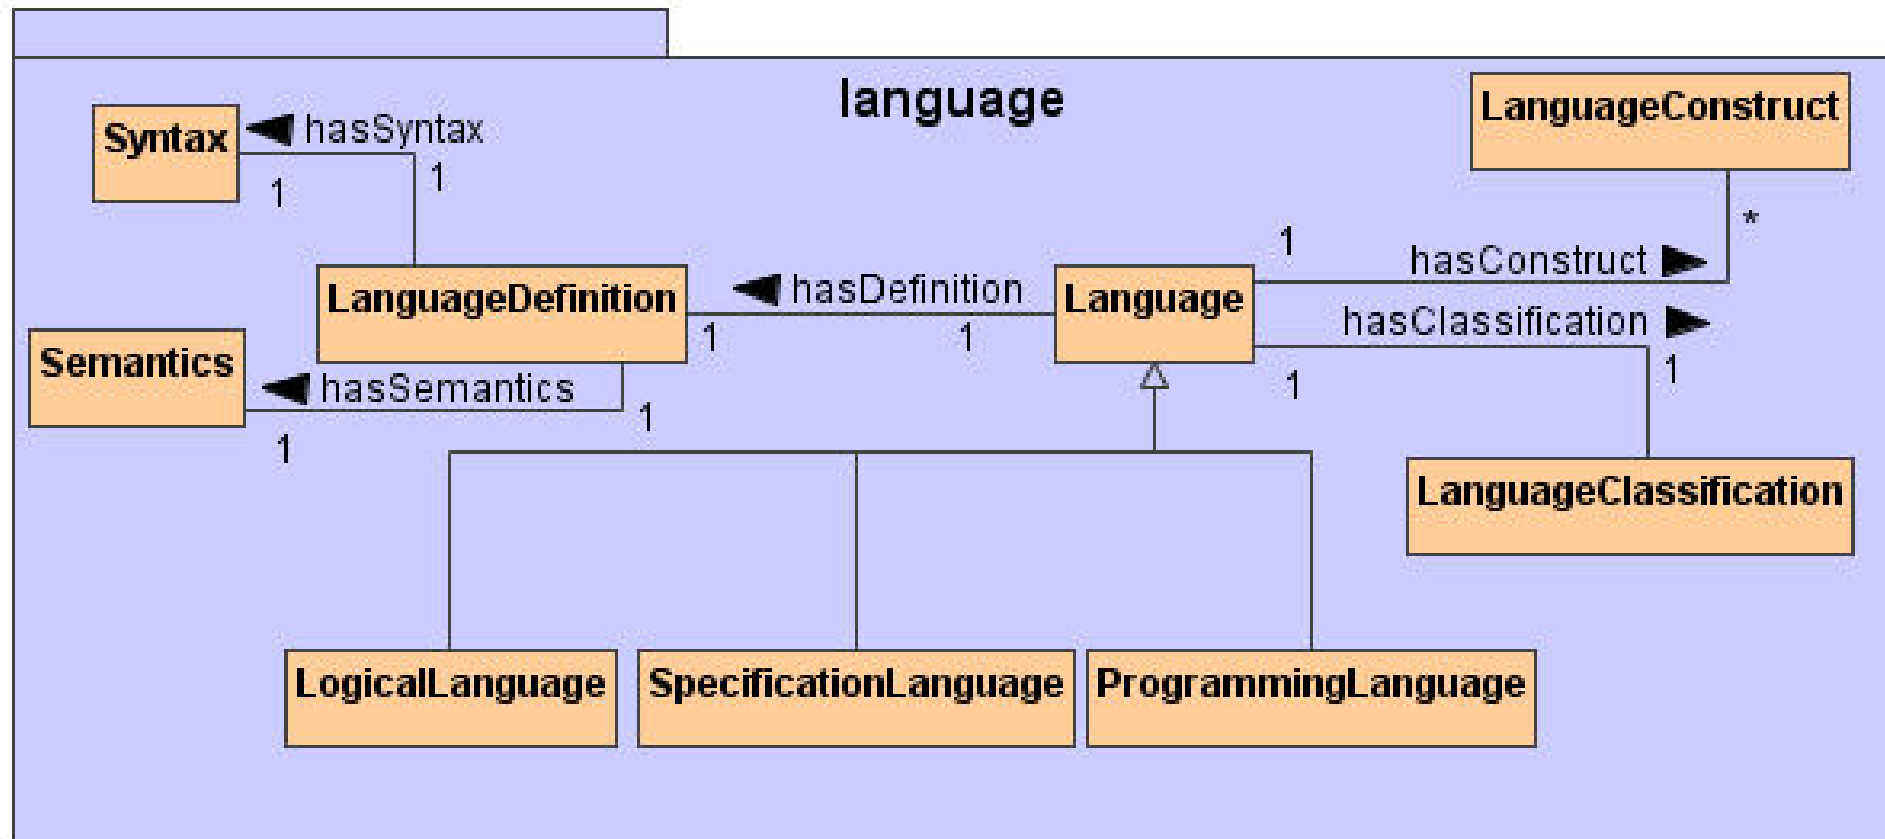 language
LanguageConstruct
Syntax
hasSyntax
1
1
*
1
hasConstruct
LanguageDefinition
hasDefinition
Language
1
1
hasClassification
1
1
Semantics
hasSemantics
1
1
LanguageClassification
LogicalLanguage
SpecificationLanguage
ProgrammingLanguage